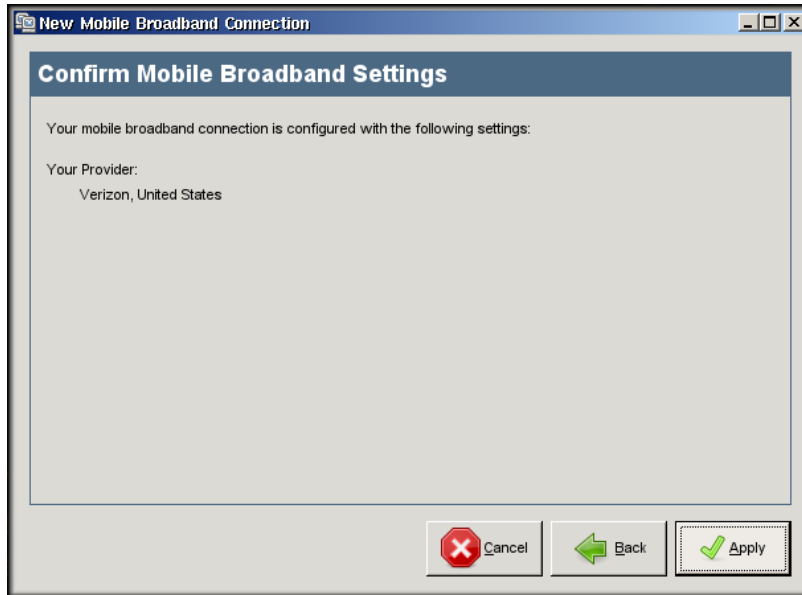 New Mobile Broadband Connection
Confirm Mobile Broadband Settings
Your mobile broadband connection is configured with the following settings:
Your Provider:
Verizon, United States
Cancel
Back
Apply